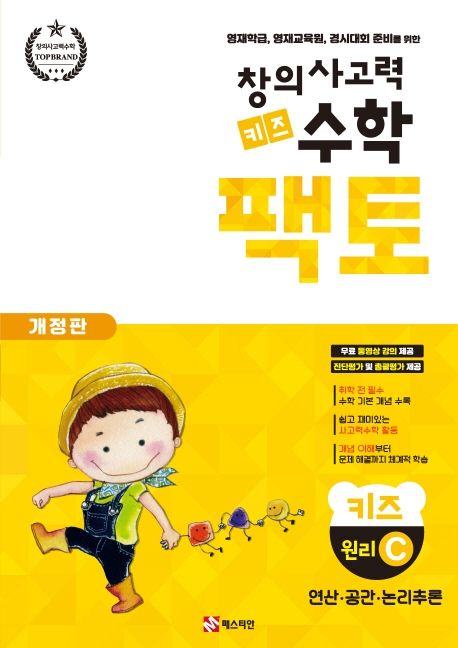 영재학급, 영재교육원, 경시대회 준비를 위한
창의사고력수학
TOPBRAND
창의사고력
키즈 수학
팩토
개정판
무료 동영상 강의 제공
진단평가 및 총괄평가 제공
취학 전 필수
수학 기본 개념 수록
쉽고 재미있는
사고력수학 활동
개념 이해부터
문제 해결까지 체계적 학습
키즈
원리 C
연산·공간·논리추론
매스티안